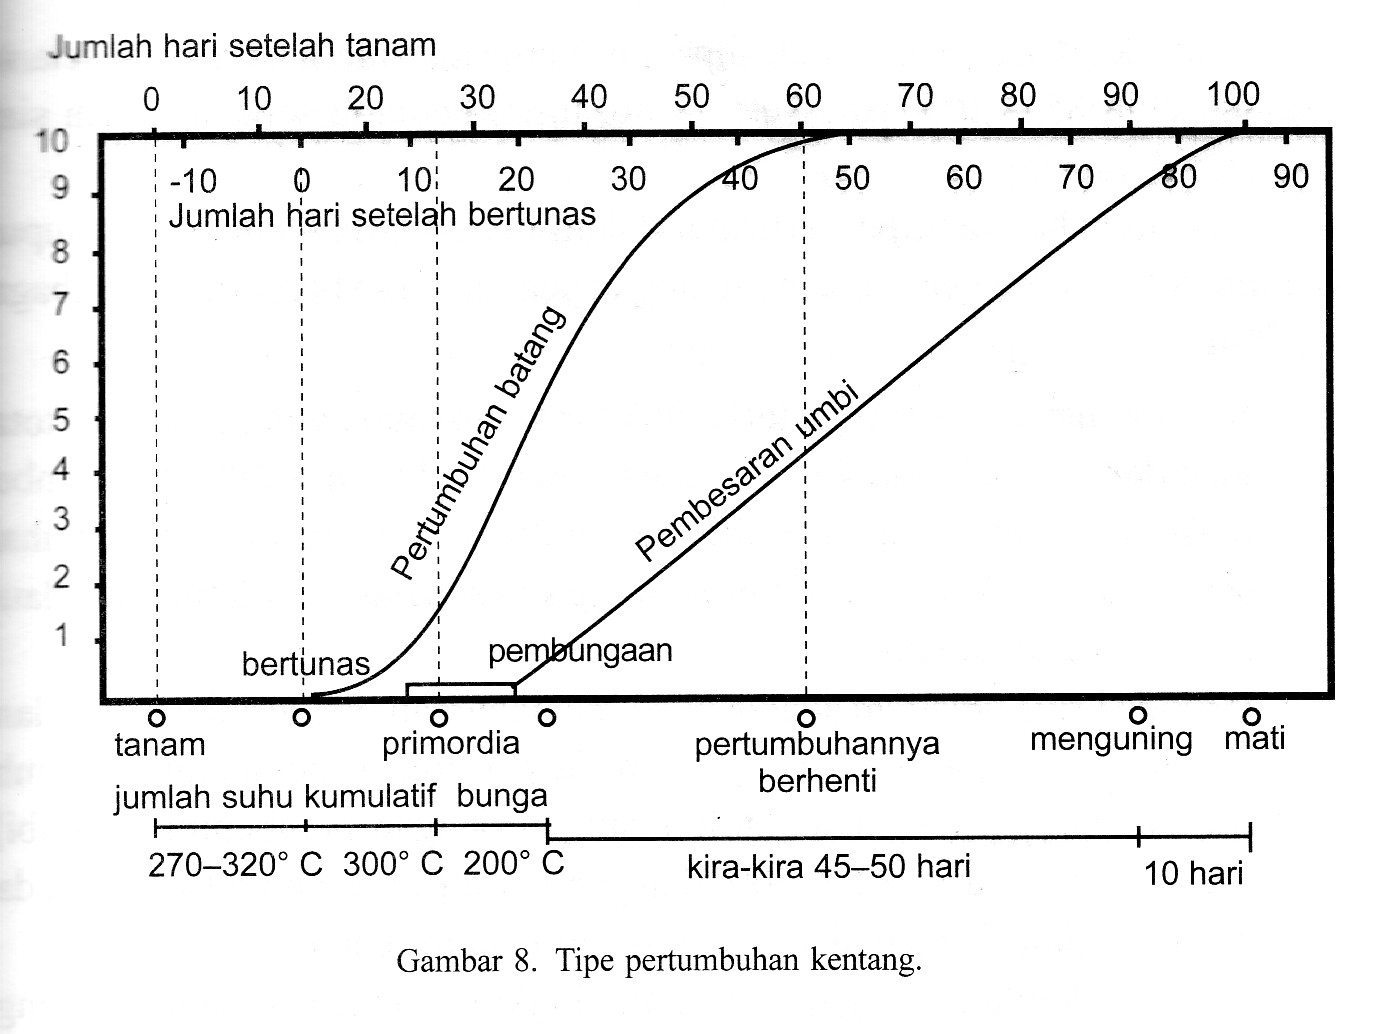 Jumlah hari setelah tanam
0 10 20 30 40 50 60 70 80 90 100
-10 0 10 20 30 40 50 60 70 80 90
Jumlah hari setelah bertunas
10
9
8
7
6
5
4
3
2
1
Pertumbuhan batang
Pembesaran umbi
bertunas
pembungaan
tanam primordia pertumbuhannya menguning mati
berhenti
jumlah suhu kumulatif bunga
270–320° C 300° C 200° C kira-kira 45–50 hari 10 hari
Gambar 8. Tipe pertumbuhan kentang.